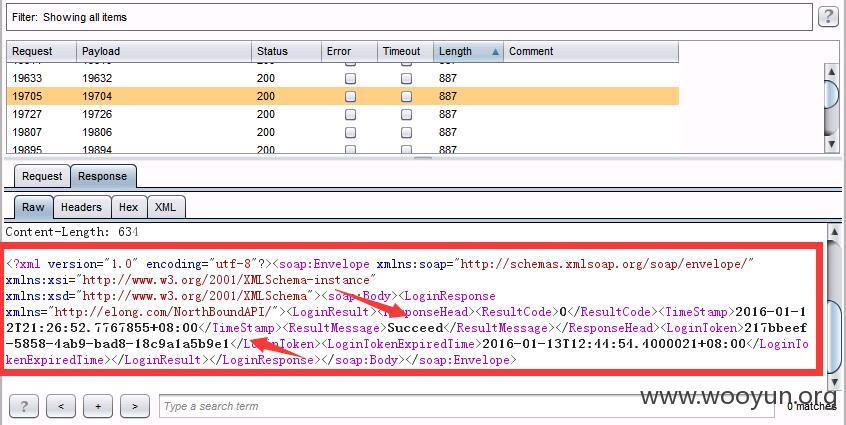 Filter: Showing all items
?
Request Payload Status Error Timeout Length Comment
19633 19632 200 887
19705 19704 200 887
19727 19726 200 887
19807 19806 200 887
19895 19894 200 887
Request Response
Raw Headers Hex XML
Content-Length: 634
<?xml version="1.0" encoding="utf-8"?><soap:Envelope xmlns:soap="http://schemas.xmlsoap.org/soap/envelope/"
xmlns:xsi="http://www.w3.org/2001/XMLSchema-instance"
xmlns:xsd="http://www.w3.org/2001/XMLSchema"><soap:Body><LoginResponse
xmlns="http://elong.com/NorthBoundAPI/"><LoginResult><ResponseHead><ResultCode>0</ResultCode><TimeStamp>2016-01-1
2T21:26:52.7767855+08:00</TimeStamp><ResultMessage>Succeed</ResultMessage></ResponseHead><LoginToken>217bbeef
-5858-4ab9-bad8-18c9a1a5b9e1</LoginToken><LoginTokenExpiredTime>2016-01-13T12:44:54.4000021+08:00</LoginTo
kenExpiredTime></LoginResult></LoginResponse></soap:Body></soap:Envelope>
www.wooyun.org
? < + > Type a search term 0 matches